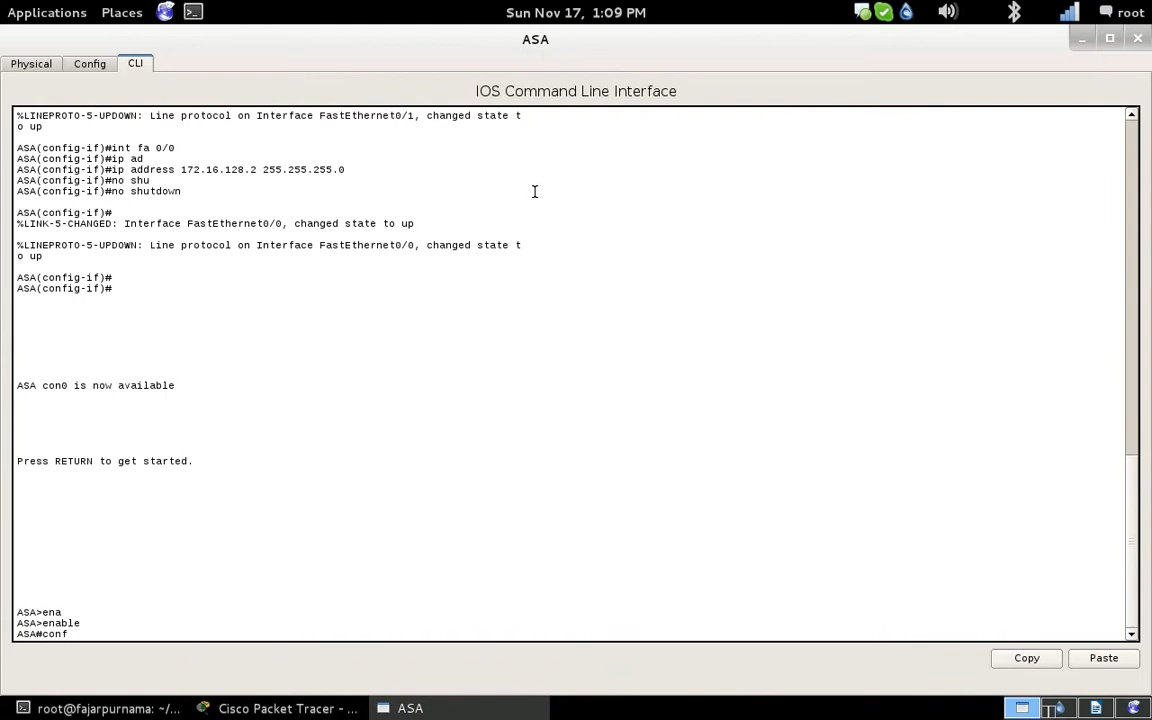 Applications Places Sun Nov 17, 1:09 PM root
ASA
Physical Config CLI
IOS Command Line Interface
%LINEPROTO-5-UPDOWN: Line protocol on Interface FastEthernet0/1, changed state t
o up
ASA(config-if)#int fa 0/0
ASA(config-if)#ip ad
ASA(config-if)#ip address 172.16.128.2 255.255.255.0
ASA(config-if)#no shu
ASA(config-if)#no shutdown
ASA(config-if)#
%LINK-5-CHANGED: Interface FastEthernet0/0, changed state to up
%LINEPROTO-5-UPDOWN: Line protocol on Interface FastEthernet0/0, changed state t
o up
ASA(config-if)#
ASA(config-if)#
ASA con0 is now available
Press RETURN to get started.
ASA>ena
ASA>enable
ASA#conf
Copy Paste
root@fajarpurnama: ~/... Cisco Packet Tracer - ... ASA